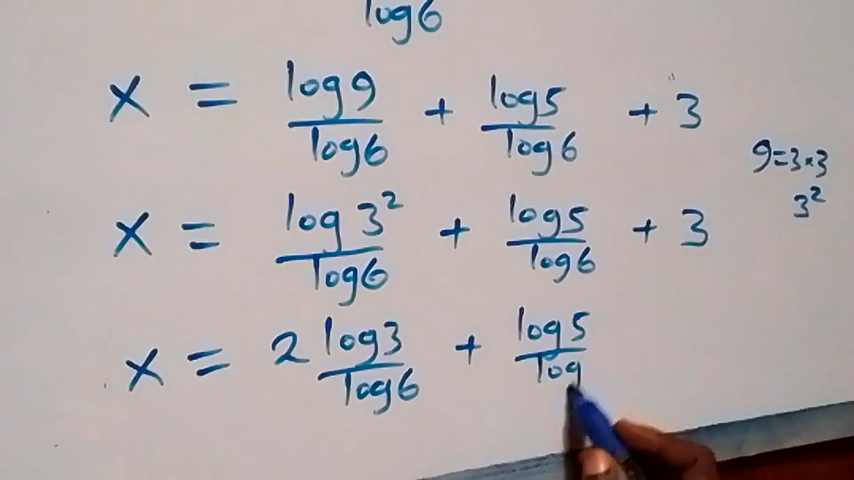 log6
x = log9/log6 + log5/log6 + 3
9=3×3
x = log3²/log6 + log5/log6 + 3
3²
x = 2 log3/log6 + log5/log